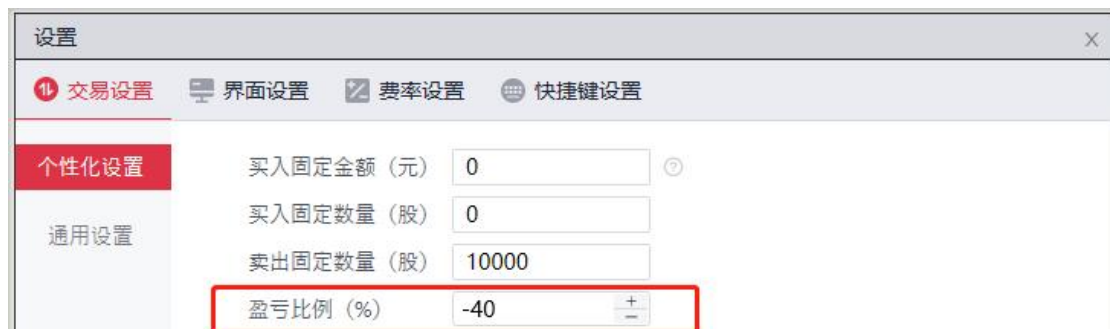 设置
交易设置 界面设置 费率设置 快捷键设置
个性化设置 买入固定金额（元） 0
买入固定数量（股） 0
通用设置
卖出固定数量（股） 10000
盈亏比例（%） -40